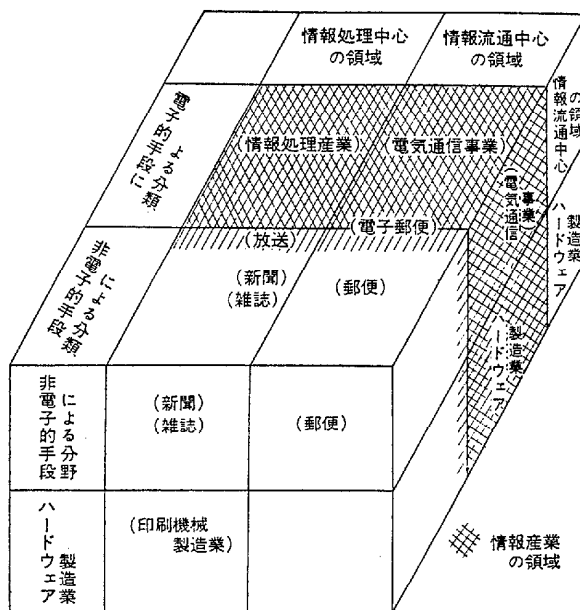 情報処理中心
の領域
情報流通中心
の領域
電子的手段に
よる分類
(情報処理産業)
(電気通信事業)
情報流通中心
の領域
(電気通信
事業)
ハードウェア
製造業
(放送)
(電子郵便)
非電子的手段
による分類
(新聞)
(雑誌)
(郵便)
ハードウェア
製造業
非電子的手段
による分野
(新聞)
(雑誌)
(郵便)
ハードウェア
製造業
(印刷機械
製造業)
情報産業
の領域